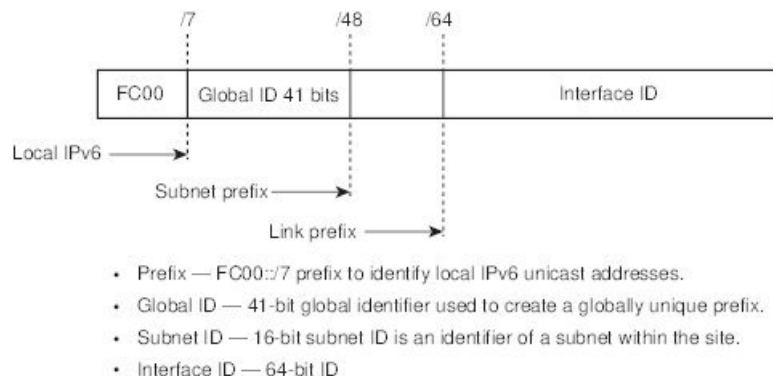 /7 /48 /64
FC00 Global ID 41 bits Interface ID
Local IPv6
Subnet prefix
Link prefix
• Prefix — FC00::/7 prefix to identify local IPv6 unicast addresses.
• Global ID — 41-bit global identifier used to create a globally unique prefix.
• Subnet ID — 16-bit subnet ID is an identifier of a subnet within the site.
• Interface ID — 64-bit ID